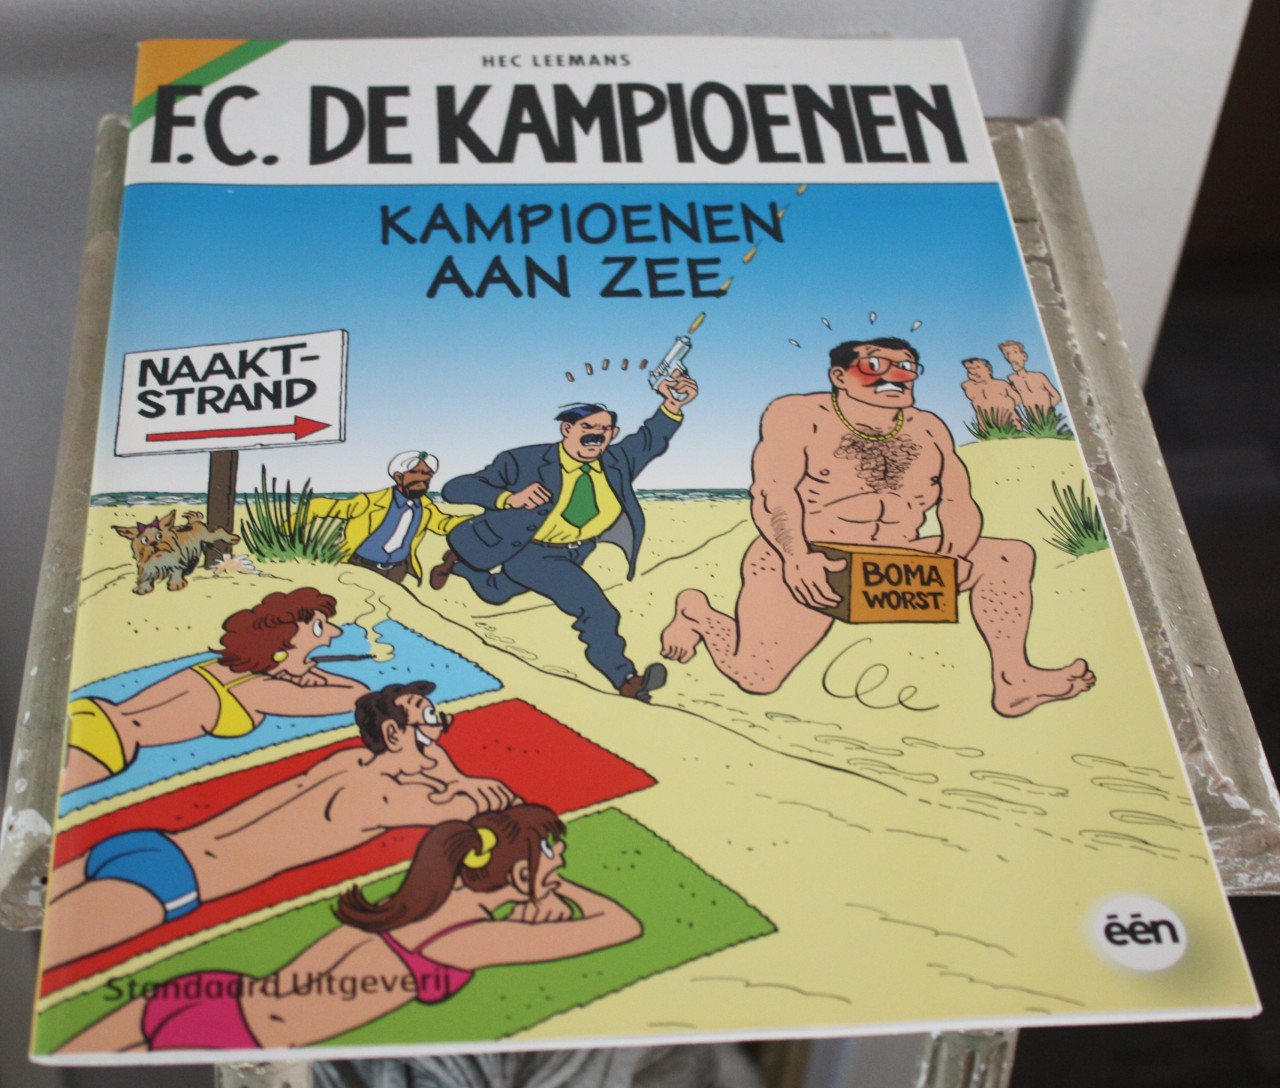 HEC LEEMANS
F.C. DE KAMPIOENEN
KAMPIOENEN
AAN ZEE
NAAKT-
STRAND
BOMA
WORST
één
Standaard Uitgeverij